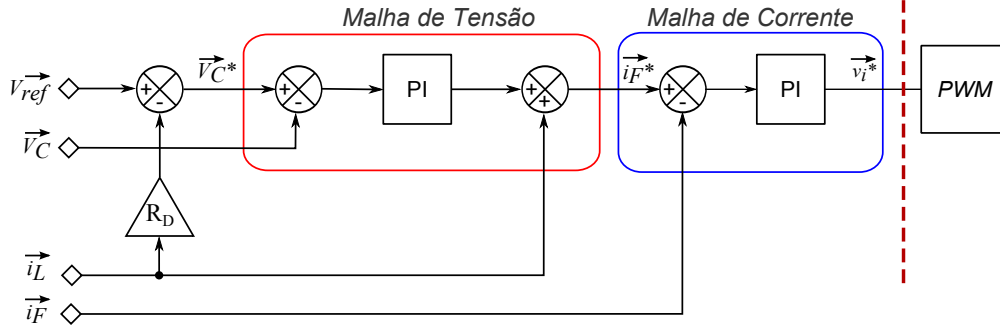 Malha de Tensão
Malha de Corrente
Vref
VC*
iF*
vi*
+
-
+
-
PI
+
+
+
-
PI
PWM
VC
RD
iL
iF